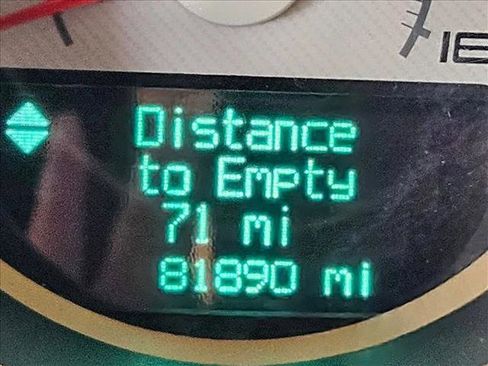 Distance
to Empty
71 mi
81890 mi